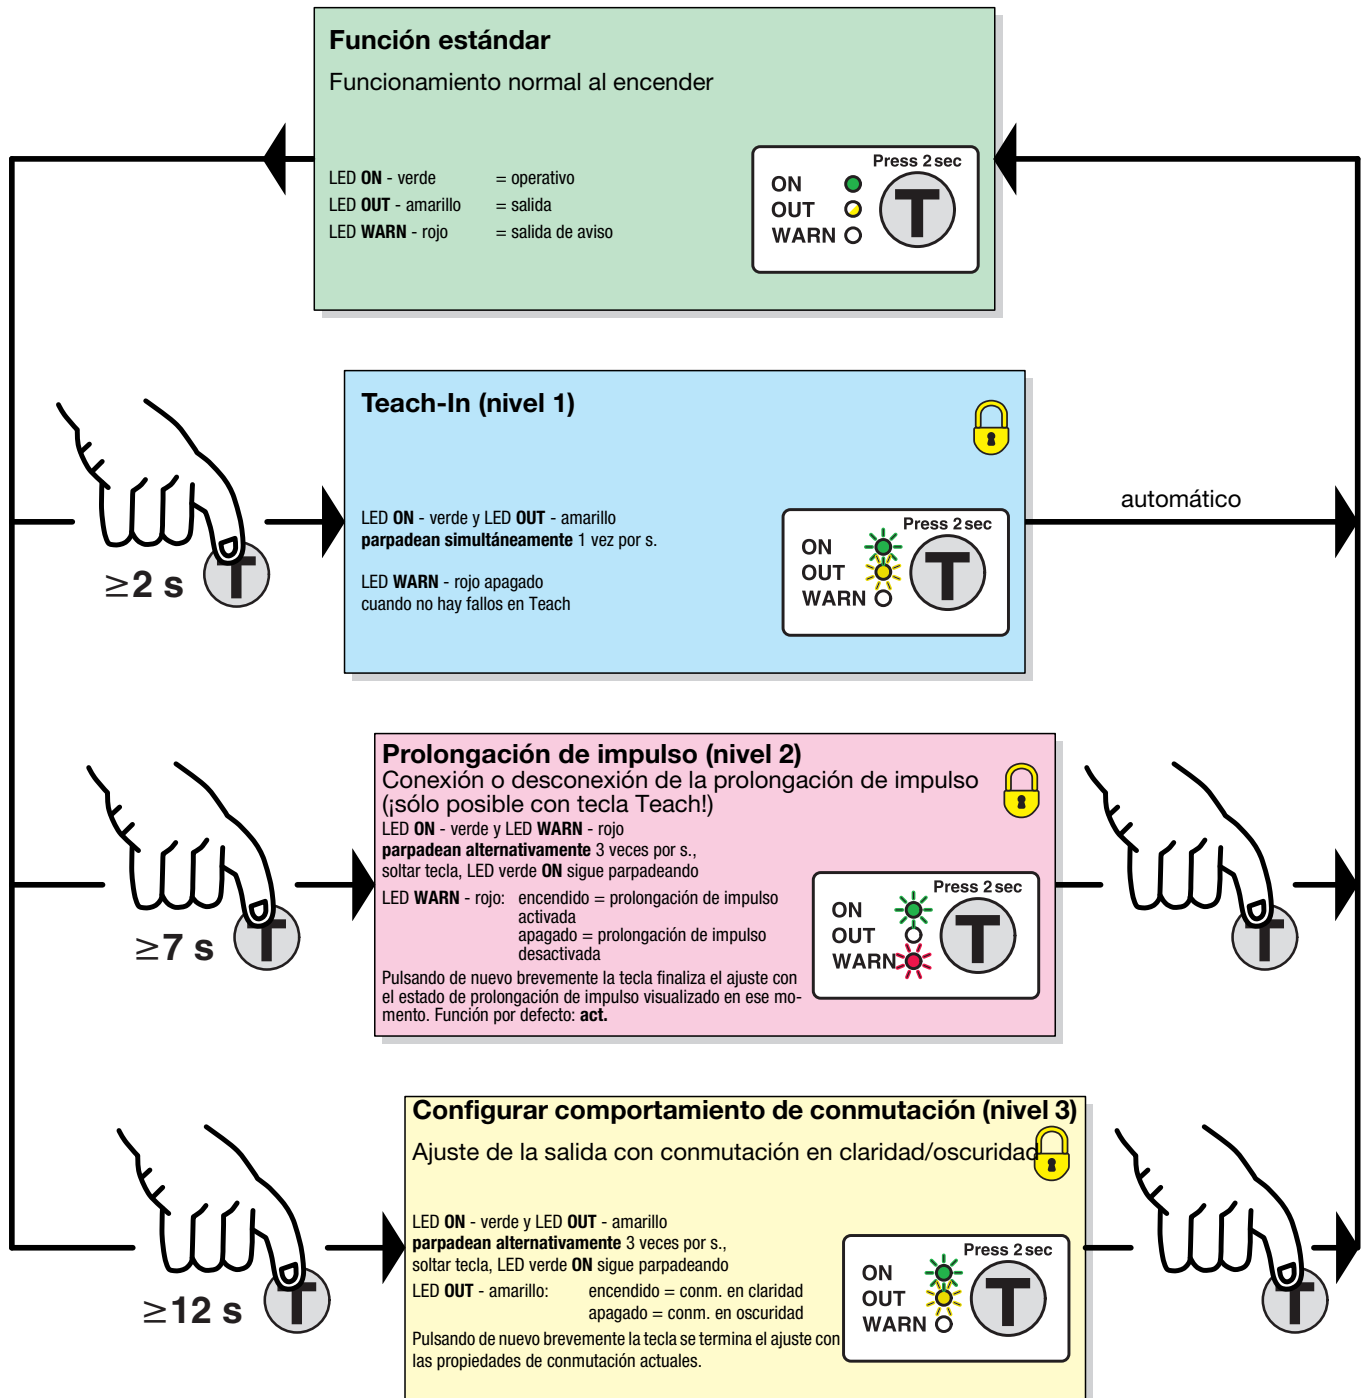 Función estándar
Funcionamiento normal al encender
LED ON - verde = operativo
LED OUT - amarillo = salida
LED WARN - rojo = salida de aviso
Press 2 sec
ON
OUT
WARN
T
Teach-In (nivel 1)
LED ON - verde y LED OUT - amarillo
parpadean simultáneamente 1 vez por s.
LED WARN - rojo apagado
cuando no hay fallos en Teach
Press 2 sec
ON
OUT
WARN
T
automático
≥2 s
T
Prolongación de impulso (nivel 2)
Conexión o desconexión de la prolongación de impulso
(¡sólo posible con tecla Teach!)
LED ON - verde y LED WARN - rojo
parpadean alternativamente 3 veces por s.,
soltar tecla, LED verde ON sigue parpadeando
LED WARN - rojo: encendido = prolongación de impulso
activada
apagado = prolongación de impulso
desactivada
Pulsando de nuevo brevemente la tecla finaliza el ajuste con
el estado de prolongación de impulso visualizado en ese mo-
mento. Función por defecto: act.
Press 2 sec
ON
OUT
WARN
T
≥7 s
T
T
Configurar comportamiento de conmutación (nivel 3)
Ajuste de la salida con conmutación en claridad/oscuridad
LED ON - verde y LED OUT - amarillo
parpadean alternativamente 3 veces por s.,
soltar tecla, LED verde ON sigue parpadeando
LED OUT - amarillo: encendido = conm. en claridad
apagado = conm. en oscuridad
Pulsando de nuevo brevemente la tecla se termina el ajuste con
las propiedades de conmutación actuales.
Press 2 sec
ON
OUT
WARN
T
≥12 s
T
T